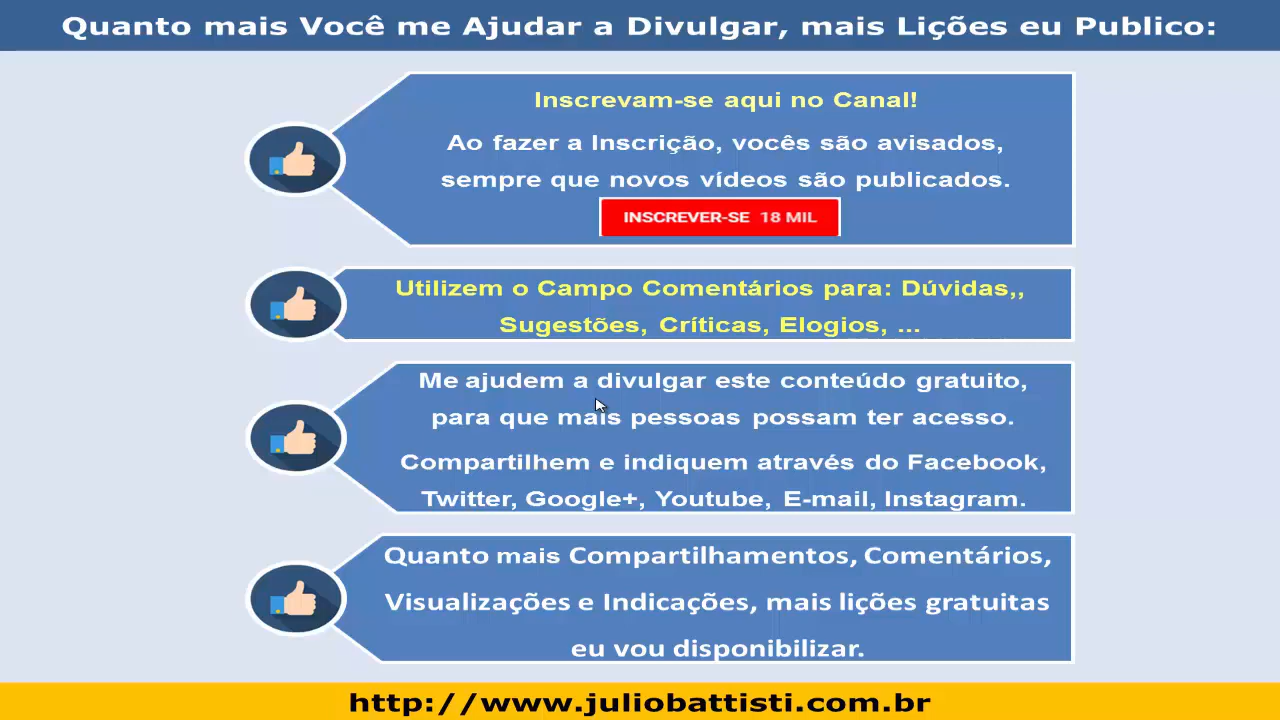 Quanto mais Você me Ajudar a Divulgar, mais Lições eu Publico:
Inscrevam-se aqui no Canal!
Ao fazer a Inscrição, vocês são avisados,
sempre que novos vídeos são publicados.
INSCREVER-SE 18 MIL
Utilizem o Campo Comentários para: Dúvidas,,
Sugestões, Críticas, Elogios, ...
Me ajudem a divulgar este conteúdo gratuito,
para que mais pessoas possam ter acesso.
Compartilhem e indiquem através do Facebook,
Twitter, Google+, Youtube, E-mail, Instagram.
Quanto mais Compartilhamentos, Comentários,
Visualizações e Indicações, mais lições gratuitas
eu vou disponibilizar.
http://www.juliobattisti.com.br